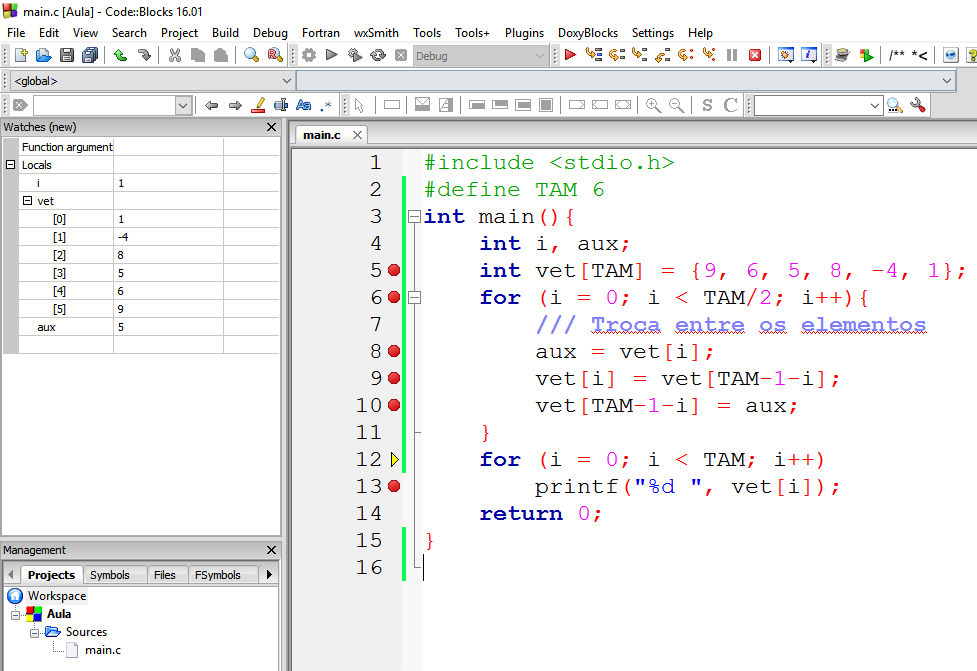 main.c [Aula] - Code::Blocks 16.01
File Edit View Search Project Build Debug Fortran wxSmith Tools Tools+ Plugins DoxyBlocks Settings Help
Debug
/** *<
<global>
Aa .*
S C
Watches (new)
Function argument
Locals
i 1
vet
[0] 1
[1] -4
[2] 8
[3] 5
[4] 6
[5] 9
aux 5
Management
Projects Symbols Files FSymbols
Workspace
Aula
Sources
main.c
main.c
1 #include <stdio.h>
2 #define TAM 6
3 int main(){
4 int i, aux;
5 int vet[TAM] = {9, 6, 5, 8, -4, 1};
6 for (i = 0; i < TAM/2; i++){
7 /// Troca entre os elementos
8 aux = vet[i];
9 vet[i] = vet[TAM-1-i];
10 vet[TAM-1-i] = aux;
11 }
12 for (i = 0; i < TAM; i++)
13 printf("%d ", vet[i]);
14 return 0;
15 }
16